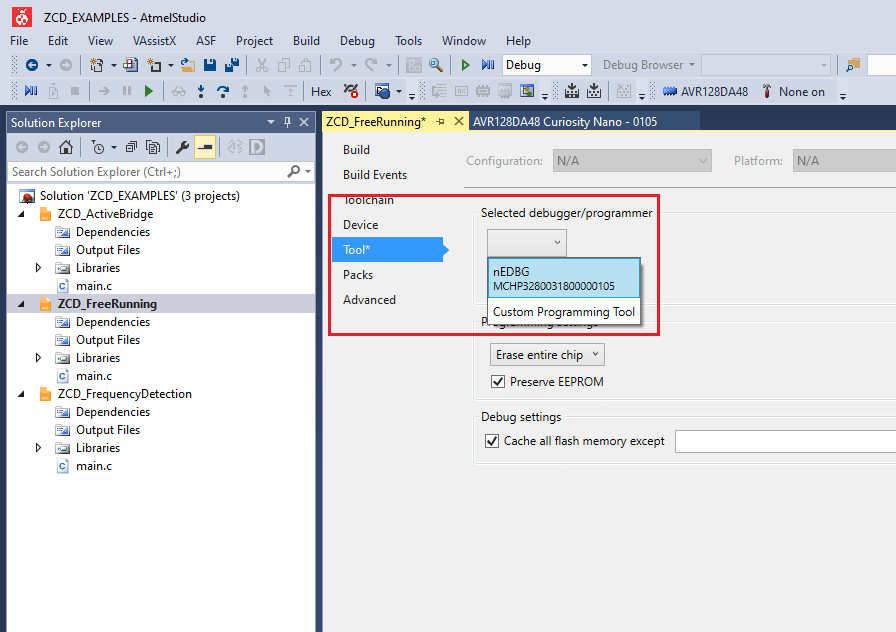 ZCD_EXAMPLES - AtmelStudio
File Edit View VAssistX ASF Project Build Debug Tools Window Help
Debug Debug Browser
Hex AVR128DA48 None on
Solution Explorer
ZCD_FreeRunning* AVR128DA48 Curiosity Nano - 0105
Search Solution Explorer (Ctrl+;)
Solution 'ZCD_EXAMPLES' (3 projects)
ZCD_ActiveBridge
Dependencies
Output Files
Libraries
main.c
ZCD_FreeRunning
Dependencies
Output Files
Libraries
main.c
ZCD_FrequencyDetection
Dependencies
Output Files
Libraries
main.c
Build
Build Events
Toolchain
Device
Tool*
Packs
Advanced
Configuration: N/A Platform: N/A
Selected debugger/programmer
nEDBG
MCHP3280031800000105
Custom Programming Tool
Programming settings
Erase entire chip
Preserve EEPROM
Debug settings
Cache all flash memory except